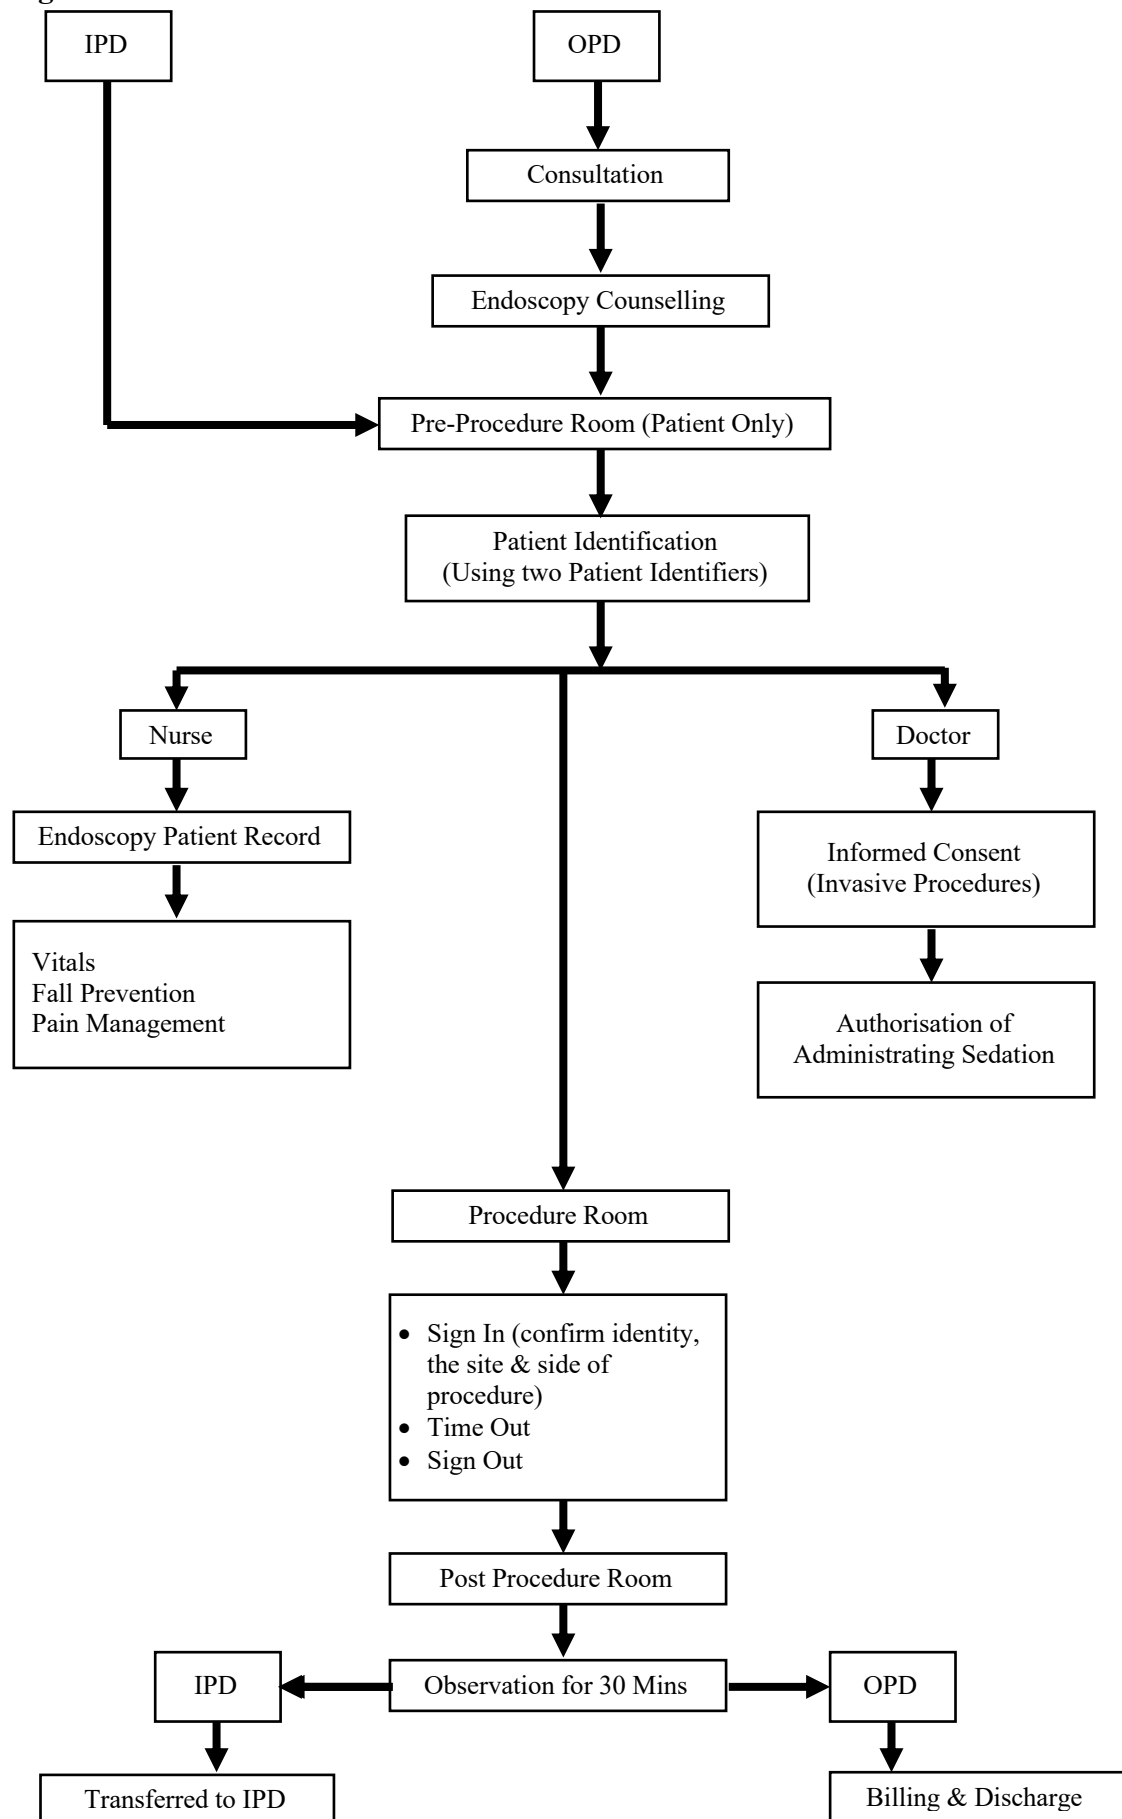 IPD
OPD
Consultation
Endoscopy Counselling
Pre-Procedure Room (Patient Only)
Patient Identification
(Using two Patient Identifiers)
Nurse
Doctor
Endoscopy Patient Record
Informed Consent
(Invasive Procedures)
Vitals
Fall Prevention
Pain Management
Authorisation of
Administrating Sedation
Procedure Room
• Sign In (confirm identity,
the site & side of
procedure)
• Time Out
• Sign Out
Post Procedure Room
IPD
Observation for 30 Mins
OPD
Transferred to IPD
Billing & Discharge